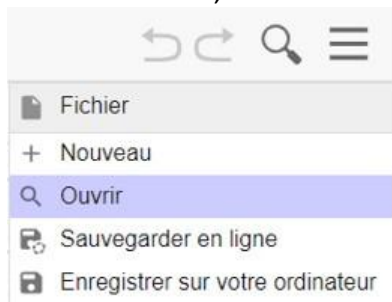 Fichier
Nouveau
Ouvrir
Sauvegarder en ligne
Enregistrer sur votre ordinateur